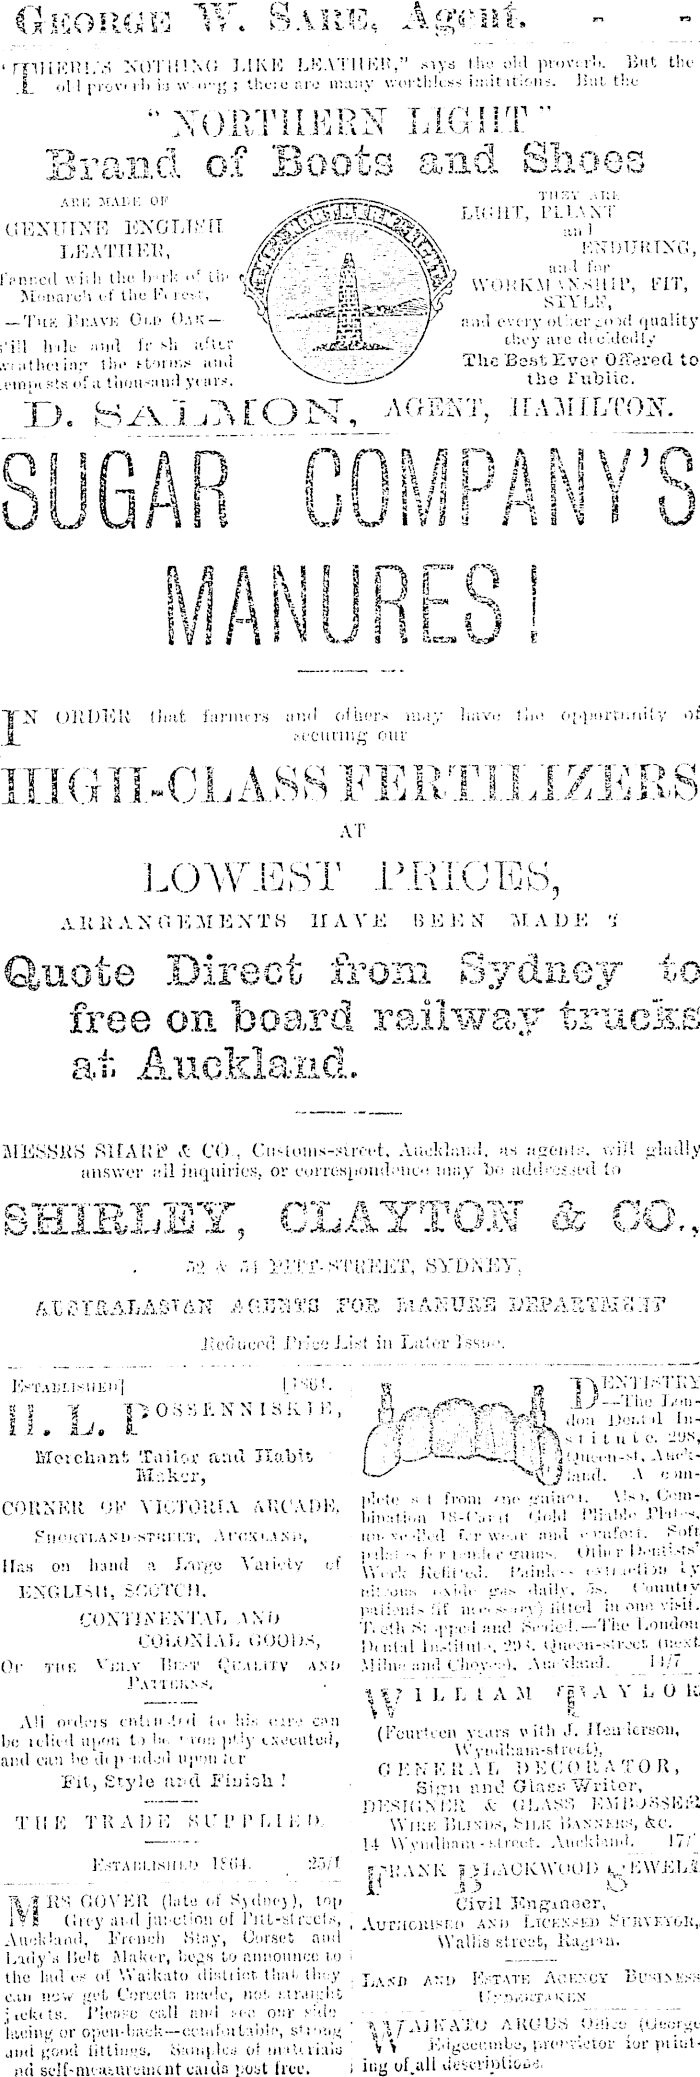 GEORGE W. SARE, Agent. - -
"THERE'S NOTHING LIKE LEATHER," says the old proverb. But the
old proverb is wrong; there are many worthless imitations. But the
"NORTHERN LIGHT"
Brand of Boots and Shoes
ARE MADE OF
GENUINE ENGLISH
LEATHER,
Tanned with the bark of the
Monarch of the Forest,
—THE BRAVE OLD OAK—
still hale and fresh after
weathering the storms and
tempests of a thousand years.
THE NORTHERN LIGHT
THEY ARE
LIGHT, PLIANT
and
ENDURING,
and for
WORKMANSHIP, FIT,
STYLE,
and every other good quality
they are decidedly
The Best Ever Offered to
the Public.
D. SALMON, AGENT, HAMILTON.
SUGAR COMPANY'S
MANURES!
IN ORDER that farmers and others may have the opportunity of
securing our
HIGH-CLASS FERTILIZERS
AT
LOWEST PRICES,
ARRANGEMENTS HAVE BEEN MADE T
Quote Direct from Sydney to
free on board railway trucks
at Auckland.
MESSRS SHARP & CO., Customs-street, Auckland, as agents, will gladly
answer all inquiries, or correspondence may be addressed to
SHIRLEY, CLAYTON & CO.,
52 & 54 PITT-STREET, SYDNEY,
AUSTRALASIAN AGENTS FOR MANURE DEPARTMENT
Reduced Price List in Later Issue.
ESTABLISHED] [1864.
H. L. POSSENNISKIE,
Merchant Tailor and Habit
Maker,
CORNER OF VICTORIA ARCADE,
SHORTLAND-STREET, AUCKLAND,
Has on hand a Large Variety of
ENGLISH, SCOTCH,
CONTINENTAL AND
COLONIAL GOODS,
OF THE VERY BEST QUALITY AND
PATTERNS.
All orders entrusted to his care can
be relied upon to be promptly executed,
and can be depended upon for
Fit, Style and Finish!
THE TRADE SUPPLIED.
ESTABLISHED 1864. 25/1
MRS GOVER (late of Sydney), top
Grey and junction of Pitt-streets,
Auckland, French Stay, Corset and
Lady's Belt Maker, begs to announce to
the ladies of Waikato district that they
can now get Corsets made, not straight
jackets. Please call and see our side
lacing or open-back—comfortable, strong
and good fittings. Samples of materials
nd self-measurement cards post free.
DENTISTRY
—The Lon-
don Dental In-
stitute, 298,
Queen-st, Auck-
land. A com-
plete set from one guinea. Also, Com-
bination 18-Carat Gold Pliable Plates,
unexcelled for wear and comfort. Soft
palates for tender gums. Other Dentists'
Work Refitted. Painless extraction by
nitrous oxide gas daily, 5s. Country
patients (if necessary) fitted in one visit.
Teeth Stopped and Scaled.—The London
Dental Institute, 298, Queen-street (next
Milne and Choyce), Auckland. 14/7
WILLIAM TAYLOR
(Fourteen years with J. Henderson,
Wyndham-street),
GENERAL DECORATOR,
Sign and Glass Writer,
DESIGNER & GLASS EMBOSSER
WIRE BLINDS, SILK BANNERS, &c.
14 Wyndham-street, Auckland. 17/
FRANK BLACKWOOD SEWELL
Civil Engineer,
AUTHORISED AND LICENSED SURVEYOR,
Wallis street, Raglan.
LAND AND ESTATE AGENCY BUSINESS
UNDERTAKEN
WAIKATO ARGUS Office (George
Edgecumbe, proprietor for print-
ing of all descriptions.